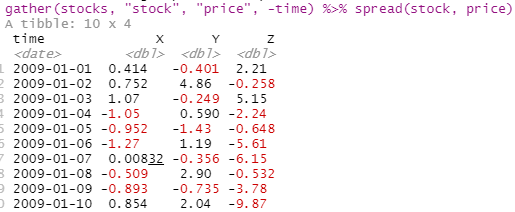 gather(stocks, "stock", "price", -time) %>% spread(stock, price)
A tibble: 10 x 4
time X Y Z
<date> <dbl> <dbl> <dbl>
1 2009-01-01 0.414 -0.401 2.21
2 2009-01-02 0.752 4.86 -0.258
3 2009-01-03 1.07 -0.249 5.15
4 2009-01-04 -1.05 0.590 -2.24
5 2009-01-05 -0.952 -1.43 -0.648
6 2009-01-06 -1.27 1.19 -5.61
7 2009-01-07 0.00832 -0.356 -6.15
8 2009-01-08 -0.509 2.90 -0.532
9 2009-01-09 -0.893 -0.735 -3.78
0 2009-01-10 0.854 2.04 -9.87